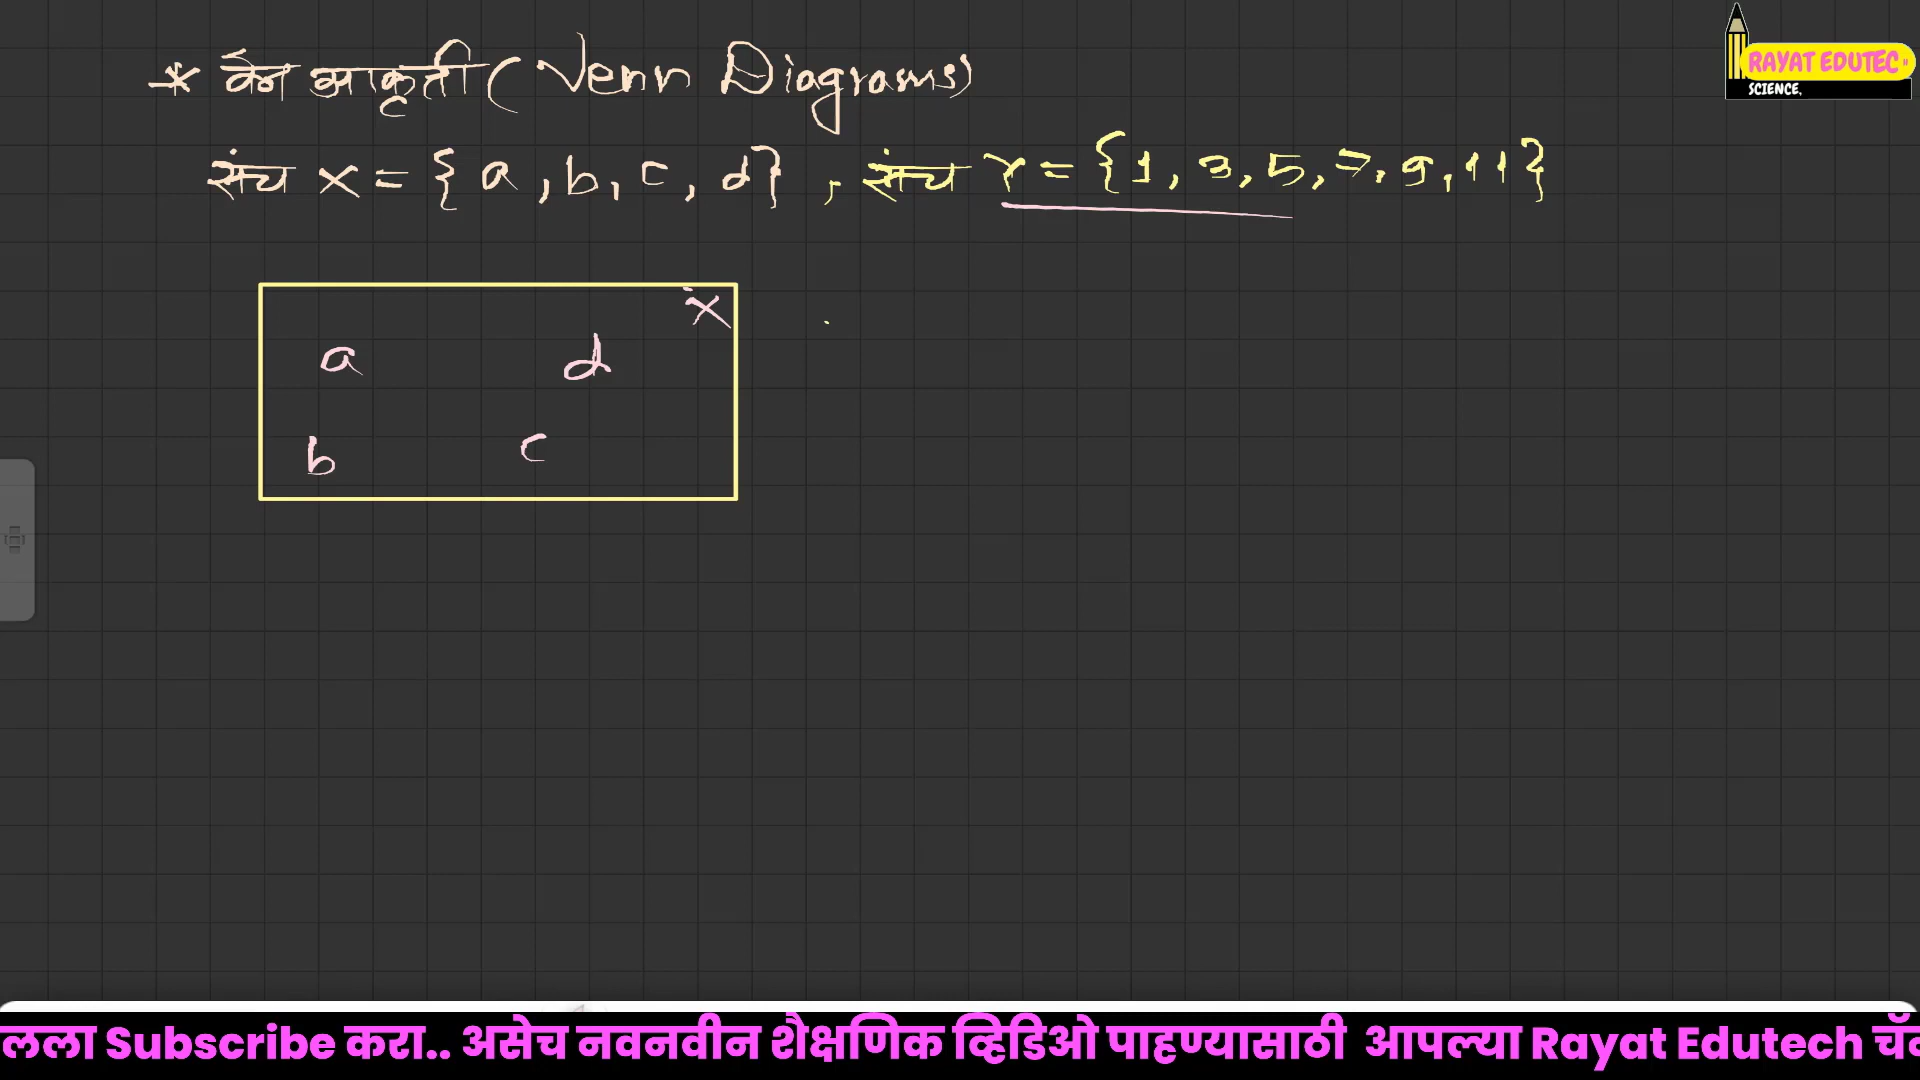 * वेन आकृती ( Venn Diagrams)
RAYAT EDUTEC
SCIENCE,
संच X = { a , b , c , d } , संच Y = { 1 , 3 , 5 , 7 , 9 , 11 }
X
a d
b c
लला Subscribe करा.. असेच नवनवीन शैक्षणिक व्हिडिओ पाहण्यासाठी आपल्या Rayat Edutech